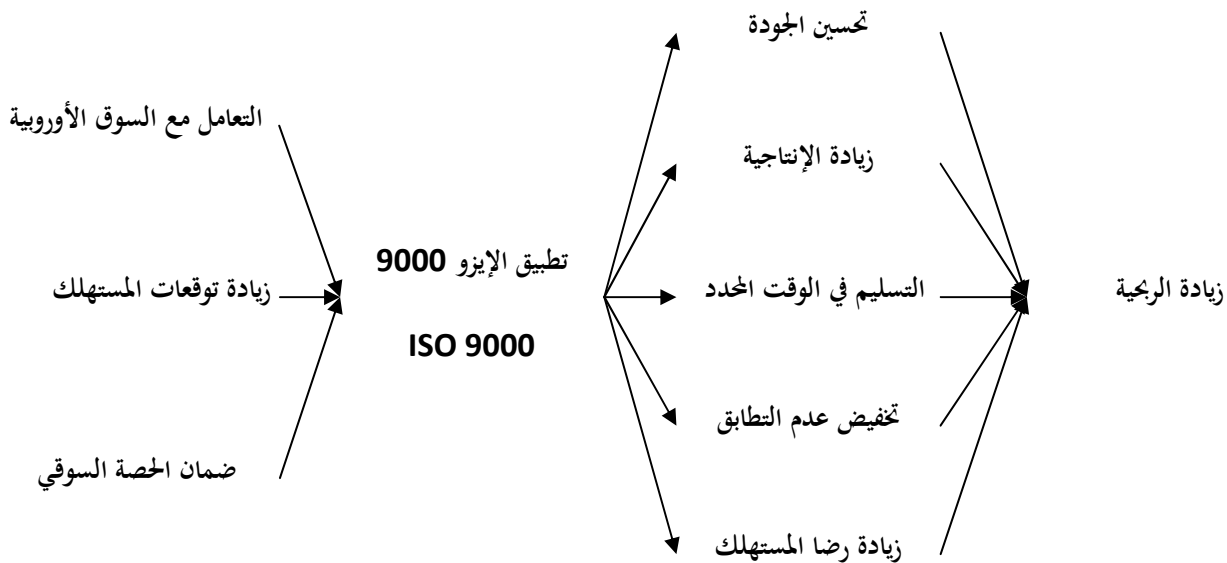 التعامل مع السوق الأوروبية
زيادة توقعات المستهلك
ضمان الحصة السوقي
تطبيق الإيزو 9000
ISO 9000
تحسين الجودة
زيادة الإنتاجية
التسليم في الوقت المحدد
تخفيض عدم التطابق
زيادة رضا المستهلك
زيادة الربحية